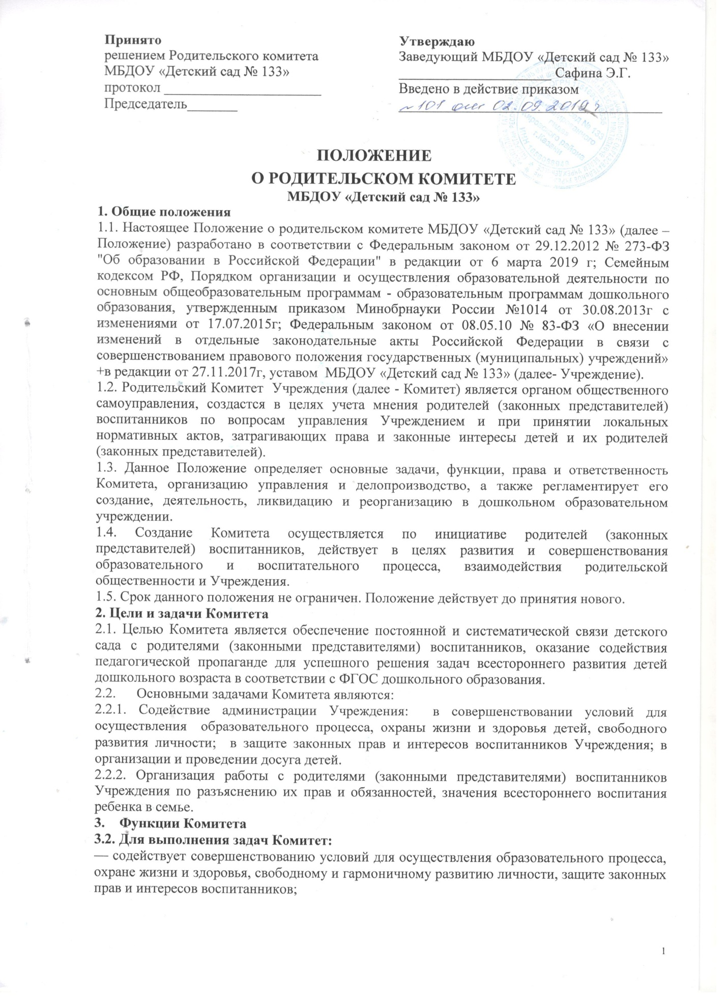 Принято
решением Родительского комитета
МБДОУ «Детский сад № 133»
протокол ______________________
Председатель_______
Утверждаю
Заведующий МБДОУ «Детский сад № 133»
_____________________ Сафина Э.Г.
Введено в действие приказом
№ 101 от 02.09.2019г
ПОЛОЖЕНИЕ
О РОДИТЕЛЬСКОМ КОМИТЕТЕ
МБДОУ «Детский сад № 133»
1. Общие положения
1.1. Настоящее Положение о родительском комитете МБДОУ «Детский сад № 133» (далее –
Положение) разработано в соответствии с Федеральным законом от 29.12.2012 № 273-ФЗ
"Об образовании в Российской Федерации" в редакции от 6 марта 2019 г; Семейным
кодексом РФ, Порядком организации и осуществления образовательной деятельности по
основным общеобразовательным программам - образовательным программам дошкольного
образования, утвержденным приказом Минобрнауки России №1014 от 30.08.2013г с
изменениями от 17.07.2015г; Федеральным законом от 08.05.10 № 83-ФЗ «О внесении
изменений в отдельные законодательные акты Российской Федерации в связи с
совершенствованием правового положения государственных (муниципальных) учреждений»
+в редакции от 27.11.2017г, уставом МБДОУ «Детский сад № 133» (далее- Учреждение).
1.2. Родительский Комитет Учреждения (далее - Комитет) является органом общественного
самоуправления, создастся в целях учета мнения родителей (законных представителей)
воспитанников по вопросам управления Учреждением и при принятии локальных
нормативных актов, затрагивающих права и законные интересы детей и их родителей
(законных представителей).
1.3. Данное Положение определяет основные задачи, функции, права и ответственность
Комитета, организацию управления и делопроизводство, а также регламентирует его
создание, деятельность, ликвидацию и реорганизацию в дошкольном образовательном
учреждении.
1.4. Создание Комитета осуществляется по инициативе родителей (законных
представителей) воспитанников, действует в целях развития и совершенствования
образовательного и воспитательного процесса, взаимодействия родительской
общественности и Учреждения.
1.5. Срок данного положения не ограничен. Положение действует до принятия нового.
2. Цели и задачи Комитета
2.1. Целью Комитета является обеспечение постоянной и систематической связи детского
сада с родителями (законными представителями) воспитанников, оказание содействия
педагогической пропаганде для успешного решения задач всестороннего развития детей
дошкольного возраста в соответствии с ФГОС дошкольного образования.
2.2. Основными задачами Комитета являются:
2.2.1. Содействие администрации Учреждения: в совершенствовании условий для
осуществления образовательного процесса, охраны жизни и здоровья детей, свободного
развития личности; в защите законных прав и интересов воспитанников Учреждения; в
организации и проведении досуга детей.
2.2.2. Организация работы с родителями (законными представителями) воспитанников
Учреждения по разъяснению их прав и обязанностей, значения всестороннего воспитания
ребенка в семье.
3. Функции Комитета
3.2. Для выполнения задач Комитет:
— содействует совершенствованию условий для осуществления образовательного процесса,
охране жизни и здоровья, свободному и гармоничному развитию личности, защите законных
прав и интересов воспитанников;
1